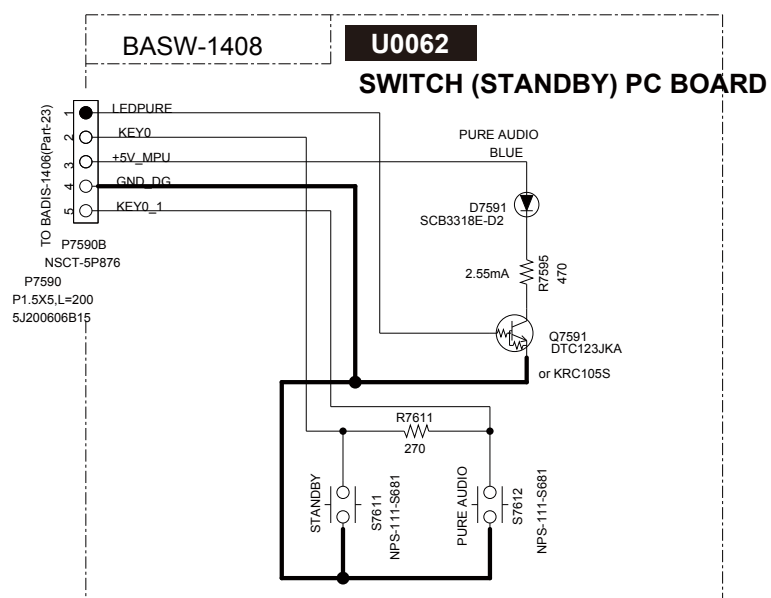 BASW-1408
U0062
SWITCH (STANDBY) PC BOARD
TO BADIS-1406(Part-23)
1 LEDPURE
2 KEY0
3 +5V_MPU
4 GND_DG
5 KEY0_1
P7590B
NSCT-5P876
P7590
P1.5X5,L=200
5J200606B15
PURE AUDIO
BLUE
D7591
SCB3318E-D2
2.55mA
R7595
470
Q7591
DTC123JKA
or KRC105S
R7611
270
STANDBY
S7611
NPS-111-S681
PURE AUDIO
S7612
NPS-111-S681